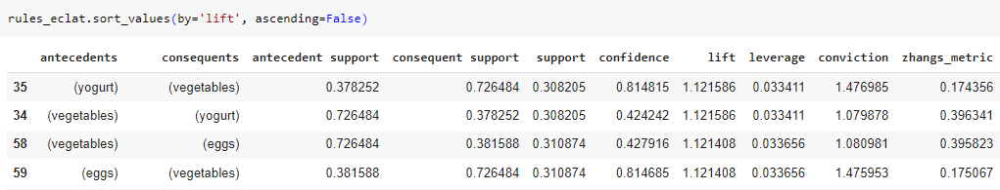 rules_eclat.sort_values(by='lift', ascending=False)
antecedents consequents antecedent support consequent support support confidence lift leverage conviction zhangs_metric
35 (yogurt) (vegetables) 0.378252 0.726484 0.308205 0.814815 1.121586 0.033411 1.476985 0.174356
34 (vegetables) (yogurt) 0.726484 0.378252 0.308205 0.424242 1.121586 0.033411 1.079878 0.396341
58 (vegetables) (eggs) 0.726484 0.381588 0.310874 0.427916 1.121408 0.033656 1.080981 0.395823
59 (eggs) (vegetables) 0.381588 0.726484 0.310874 0.814685 1.121408 0.033656 1.475953 0.175067